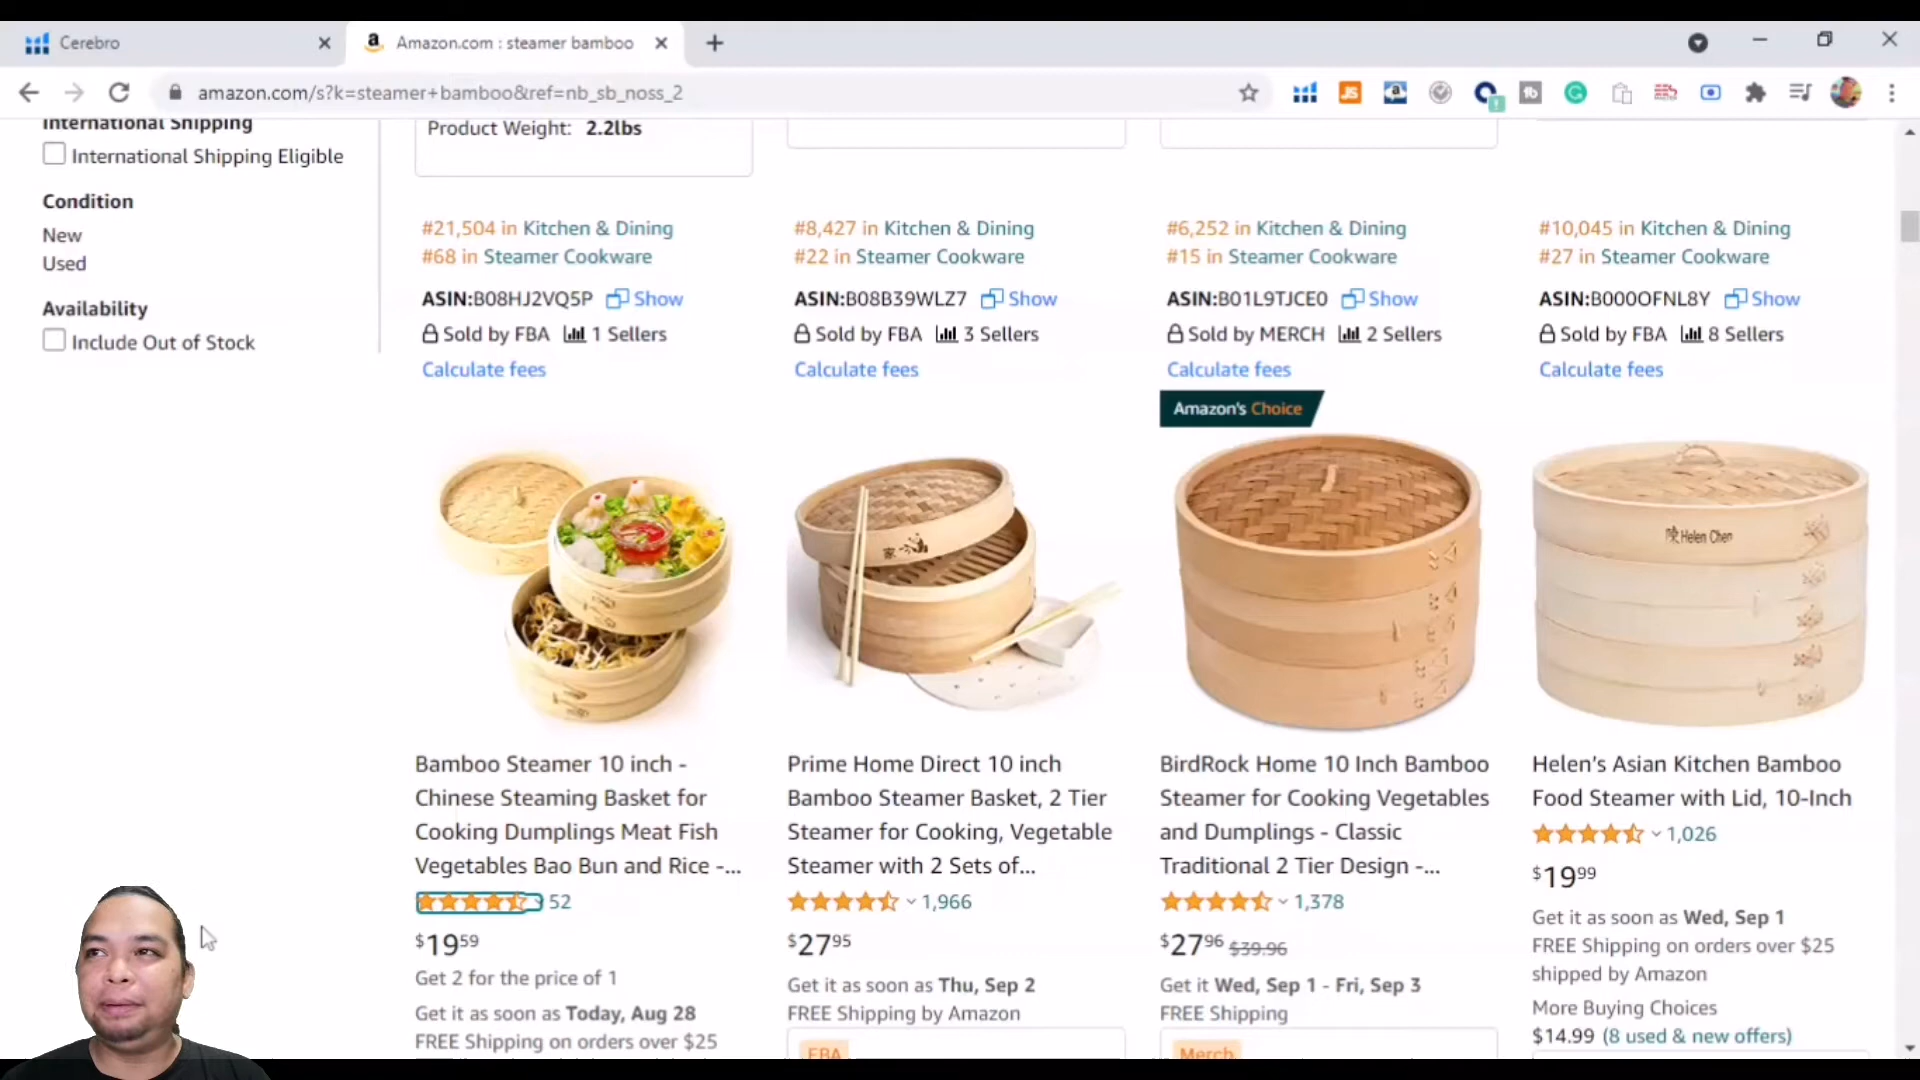 Cerebro
Amazon.com : steamer bamboo
amazon.com/s?k=steamer+bamboo&ref=nb_sb_noss_2
International Shipping
International Shipping Eligible
Condition
New
Used
Availability
Include Out of Stock
Product Weight: 2.2lbs
#21,504 in Kitchen & Dining
#68 in Steamer Cookware
ASIN:B08HJ2VQ5P Show
Sold by FBA 1 Sellers
Calculate fees
#8,427 in Kitchen & Dining
#22 in Steamer Cookware
ASIN:B08B39WLZ7 Show
Sold by FBA 3 Sellers
Calculate fees
#6,252 in Kitchen & Dining
#15 in Steamer Cookware
ASIN:B01L9TJCE0 Show
Sold by MERCH 2 Sellers
Calculate fees
#10,045 in Kitchen & Dining
#27 in Steamer Cookware
ASIN:B000OFNL8Y Show
Sold by FBA 8 Sellers
Calculate fees
Amazon's Choice
Helen Chen
Bamboo Steamer 10 inch -
Chinese Steaming Basket for
Cooking Dumplings Meat Fish
Vegetables Bao Bun and Rice -...
52
$19 59
Get 2 for the price of 1
Get it as soon as Today, Aug 28
FREE Shipping on orders over $25
Prime Home Direct 10 inch
Bamboo Steamer Basket, 2 Tier
Steamer for Cooking, Vegetable
Steamer with 2 Sets of...
1,966
$27 95
Get it as soon as Thu, Sep 2
FREE Shipping by Amazon
FBA
BirdRock Home 10 Inch Bamboo
Steamer for Cooking Vegetables
and Dumplings - Classic
Traditional 2 Tier Design -...
1,378
$27 96 $39.96
Get it Wed, Sep 1 - Fri, Sep 3
FREE Shipping
Merch
Helen's Asian Kitchen Bamboo
Food Steamer with Lid, 10-Inch
1,026
$19 99
Get it as soon as Wed, Sep 1
FREE Shipping on orders over $25
shipped by Amazon
More Buying Choices
$14.99 (8 used & new offers)